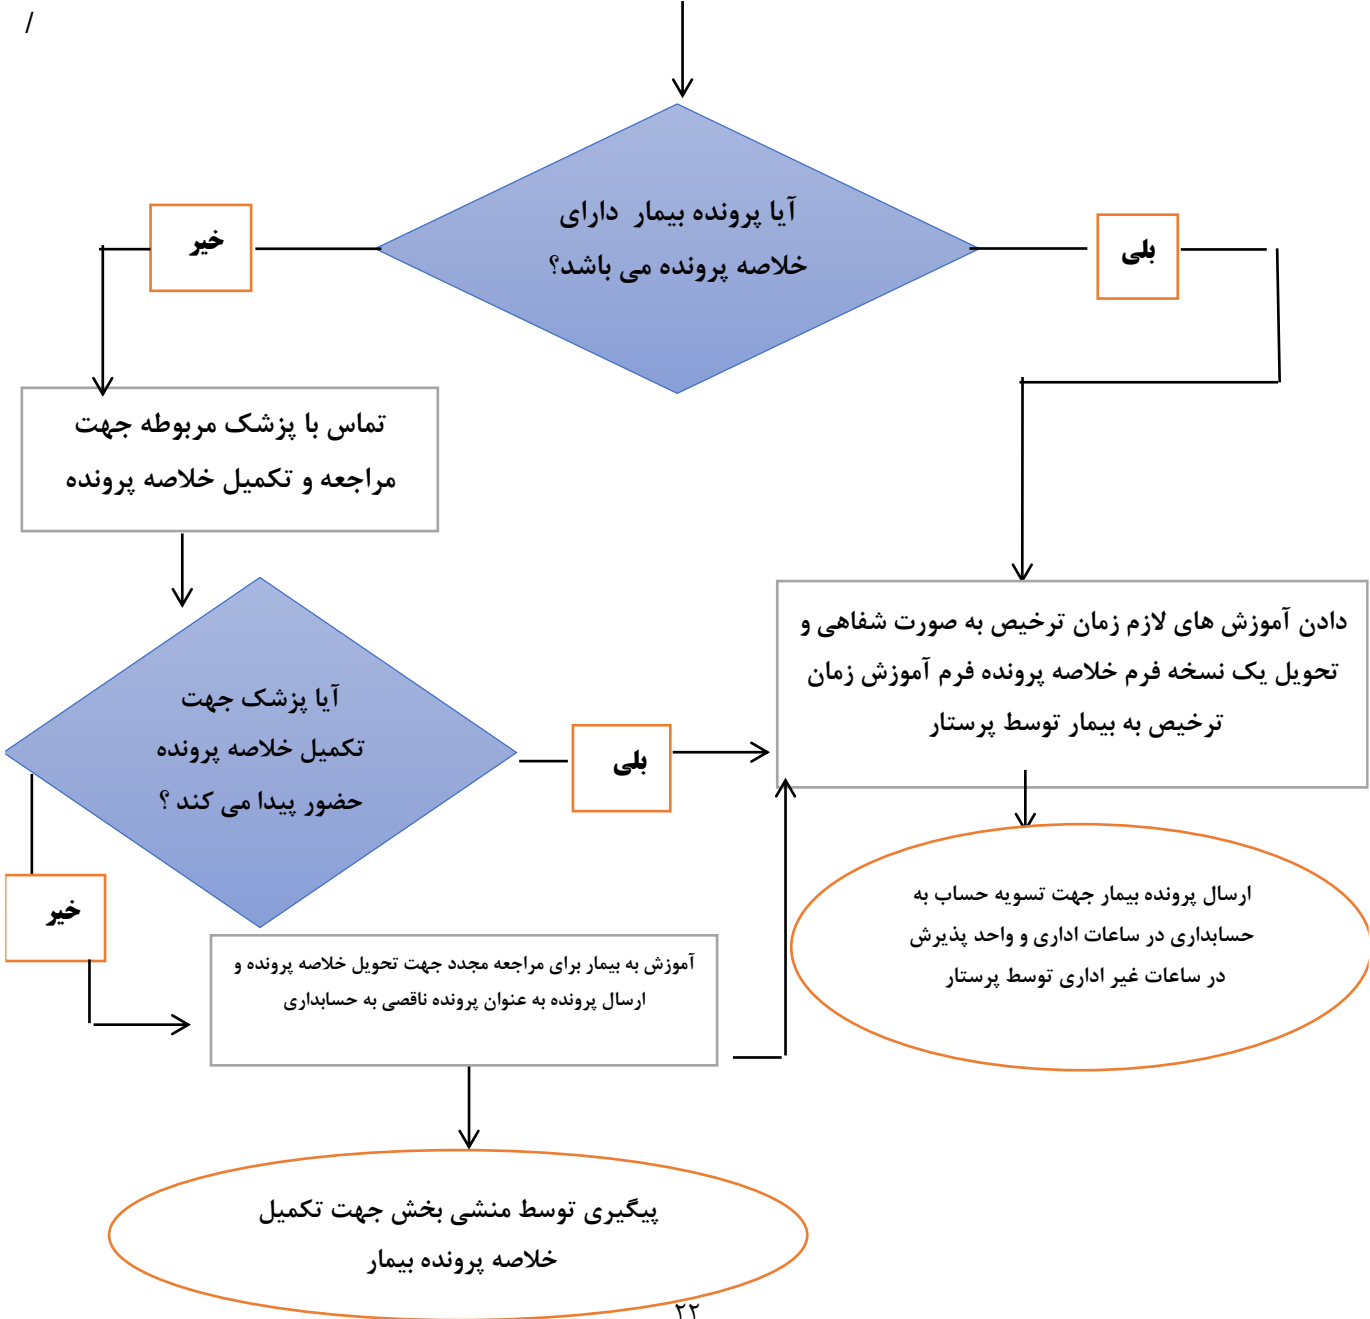 /
آیا پرونده بیمار دارای
خلاصه پرونده می باشد؟
بلی
خیر
تماس با پزشک مربوطه جهت
مراجعه و تکمیل خلاصه پرونده
دادن آموزش های لازم زمان ترخیص به صورت شفاهی و
تحویل یک نسخه فرم خلاصه پرونده فرم آموزش زمان
ترخیص به بیمار توسط پرستار
آیا پزشک جهت
تکمیل خلاصه پرونده
حضور پیدا می کند ؟
بلی
خیر
ارسال پرونده بیمار جهت تسویه حساب به
حسابداری در ساعات اداری و واحد پذیرش
در ساعات غیر اداری توسط پرستار
آموزش به بیمار برای مراجعه مجدد جهت تحویل خلاصه پرونده و
ارسال پرونده به عنوان پرونده ناقصی به حسابداری
پیگیری توسط منشی بخش جهت تکمیل
خلاصه پرونده بیمار
۲۲